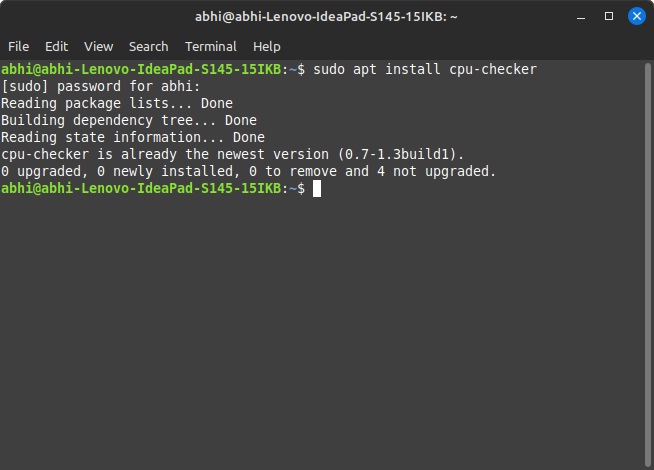 abhi@abhi-Lenovo-IdeaPad-S145-15IKB: ~
File Edit View Search Terminal Help
abhi@abhi-Lenovo-IdeaPad-S145-15IKB:~$ sudo apt install cpu-checker
[sudo] password for abhi:
Reading package lists... Done
Building dependency tree... Done
Reading state information... Done
cpu-checker is already the newest version (0.7-1.3build1).
0 upgraded, 0 newly installed, 0 to remove and 4 not upgraded.
abhi@abhi-Lenovo-IdeaPad-S145-15IKB:~$